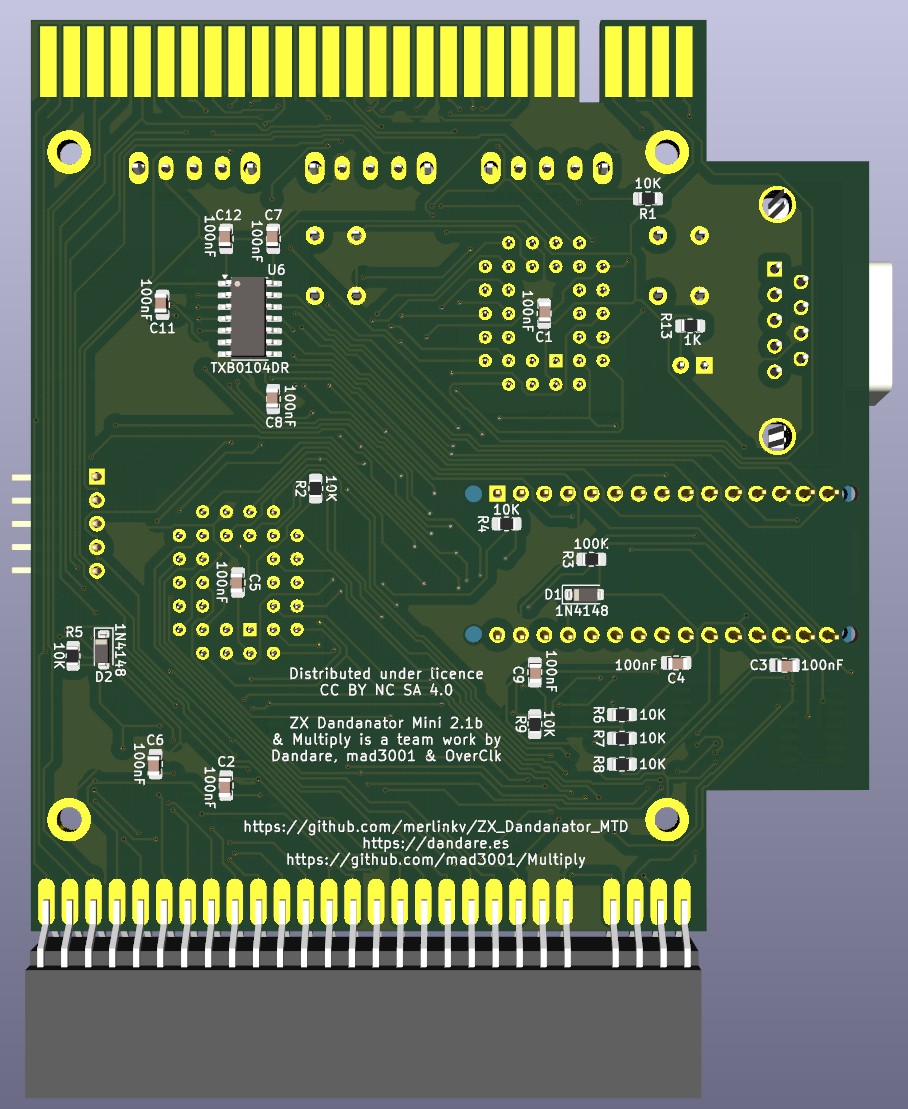 10K
R1
C12
C7
100nF
100nF
U6
100nF
C11
100nF
C1
R13
1K
TXB0104DR
100nF
C8
R2
10K
10K
R4
100K
R3
100nF
C5
D1
1N4148
R5
10K
1N4148
D2
C9
100nF
100nF
C4
C3
100nF
Distributed under licence
CC BY NC SA 4.0
R9
10K
R6
10K
R7
10K
R8
10K
ZX Dandanator Mini 2.1b
& Multiply is a team work by
Dandare, mad3001 & OverClk
C6
100nF
C2
100nF
https://github.com/merlinkv/ZX_Dandanator_MTD
https://dandare.es
https://github.com/mad3001/Multiply